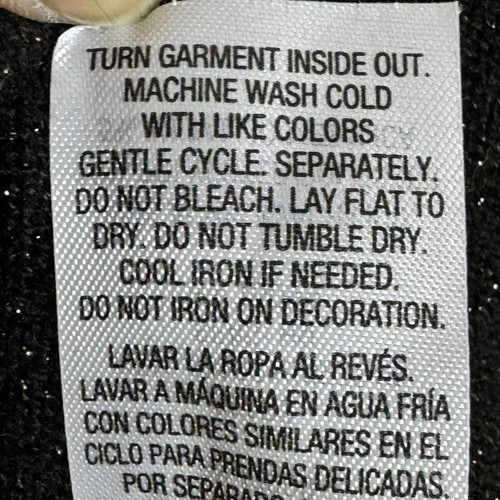 TURN GARMENT INSIDE OUT.
MACHINE WASH COLD
WITH LIKE COLORS
GENTLE CYCLE. SEPARATELY.
DO NOT BLEACH. LAY FLAT TO
DRY. DO NOT TUMBLE DRY.
COOL IRON IF NEEDED.
DO NOT IRON ON DECORATION.
LAVAR LA ROPA AL REVÉS.
LAVAR A MÁQUINA EN AGUA FRÍA
CON COLORES SIMILARES EN EL
CICLO PARA PRENDAS DELICADAS.
POR